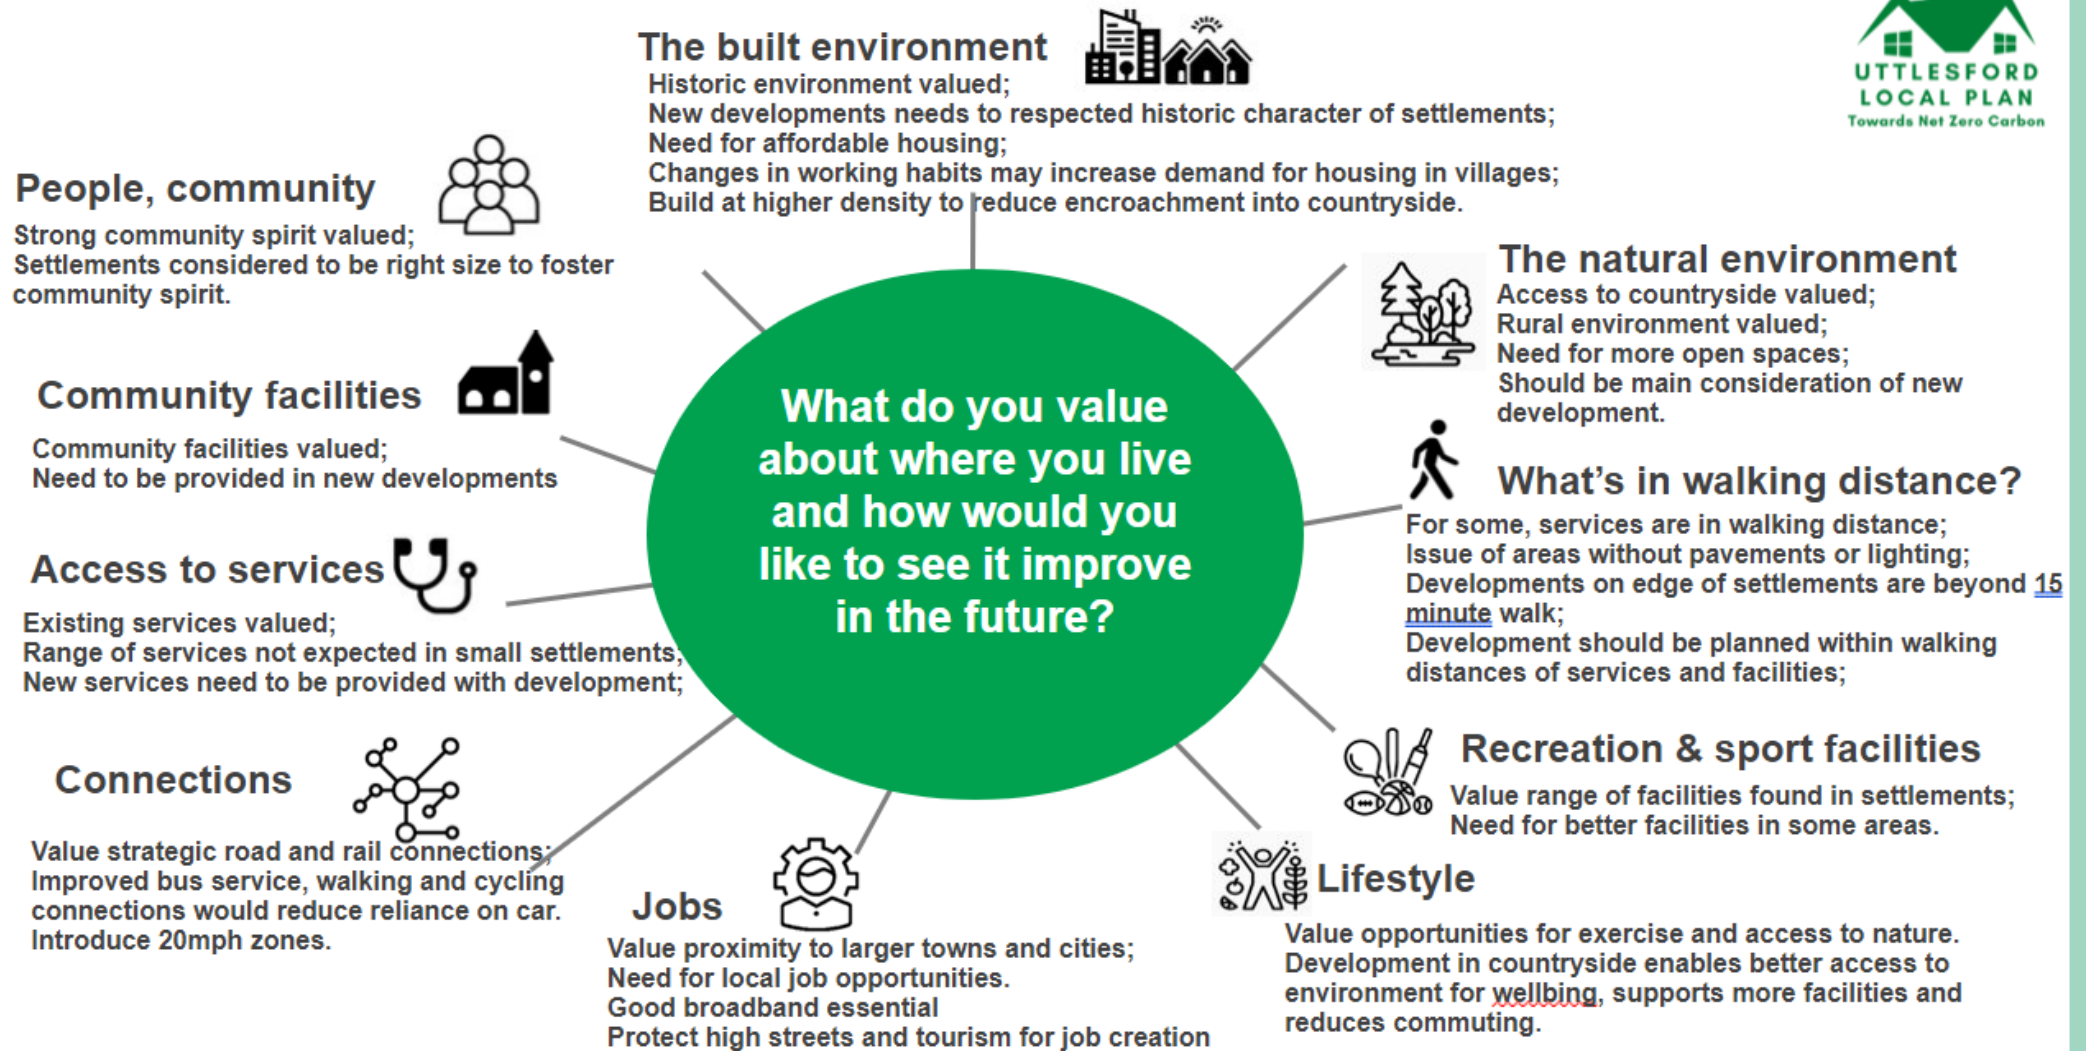 The built environment
Historic environment valued;
New developments needs to respected historic character of settlements;
Need for affordable housing;
Changes in working habits may increase demand for housing in villages;
Build at higher density to reduce encroachment into countryside.
UTTLESFORD
LOCAL PLAN
Towards Net Zero Carbon
People, community
Strong community spirit valued;
Settlements considered to be right size to foster
community spirit.
The natural environment
Access to countryside valued;
Rural environment valued;
Need for more open spaces;
Should be main consideration of new
development.
Community facilities
Community facilities valued;
Need to be provided in new developments
What do you value
about where you live
and how would you
like to see it improve
in the future?
What's in walking distance?
For some, services are in walking distance;
Issue of areas without pavements or lighting;
Developments on edge of settlements are beyond 15
minute walk;
Development should be planned within walking
distances of services and facilities;
Access to services
Existing services valued;
Range of services not expected in small settlements;
New services need to be provided with development;
Recreation & sport facilities
Value range of facilities found in settlements;
Need for better facilities in some areas.
Connections
Value strategic road and rail connections;
Improved bus service, walking and cycling
connections would reduce reliance on car.
Introduce 20mph zones.
Jobs
Value proximity to larger towns and cities;
Need for local job opportunities.
Good broadband essential
Protect high streets and tourism for job creation
Lifestyle
Value opportunities for exercise and access to nature.
Development in countryside enables better access to
environment for wellbing, supports more facilities and
reduces commuting.